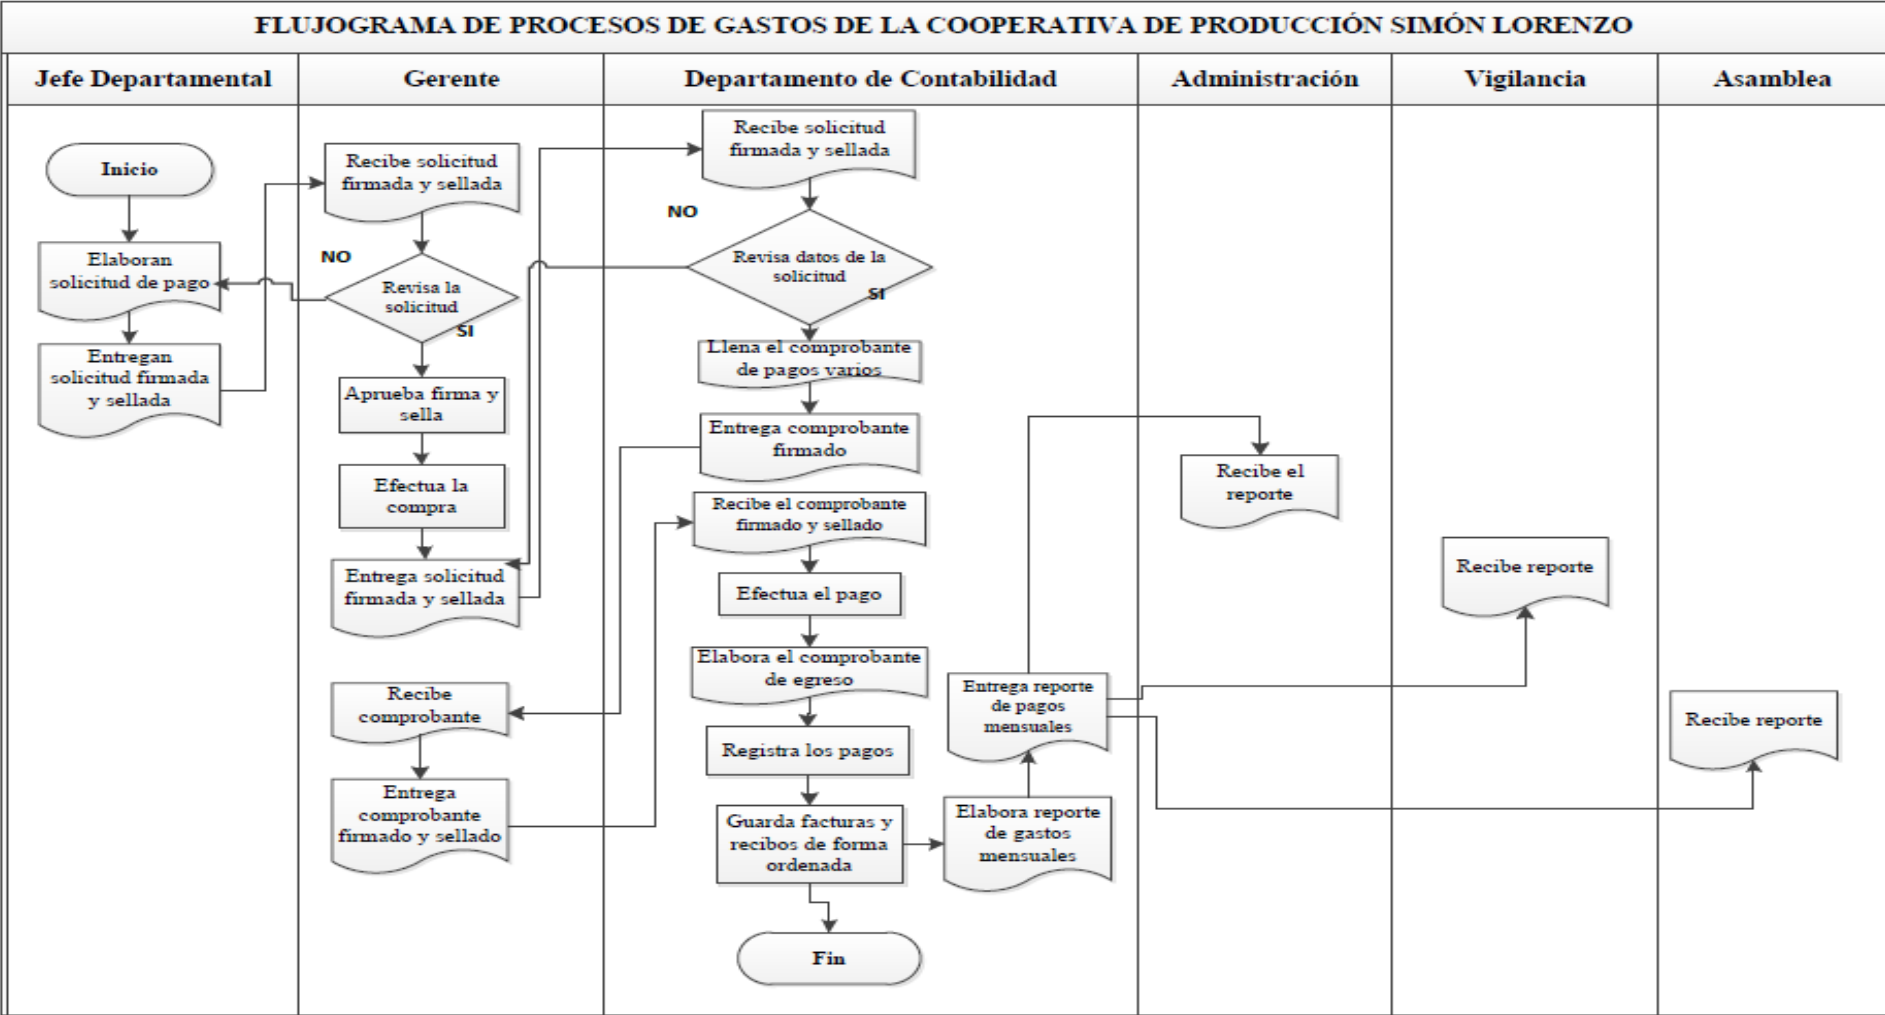 FLUJOGRAMA DE PROCESOS DE GASTOS DE LA COOPERATIVA DE PRODUCCIÓN SIMÓN LORENZO
Jefe Departamental
Gerente
Departamento de Contabilidad
Administración
Vigilancia
Asamblea
Inicio
Elaboran
solicitud de pago
Entregan
solicitud firmada
y sellada
Recibe solicitud
firmada y sellada
NO
Revisa la
solicitud
SI
Aprueba firma y
sella
Efectua la
compra
Entrega solicitud
firmada y sellada
Recibe
comprobante
Entrega
comprobante
firmado y sellado
Recibe solicitud
firmada y sellada
NO
Revisa datos de la
solicitud
SI
Llena el comprobante
de pagos varios
Entrega comprobante
firmado
Recibe el comprobante
firmado y sellado
Efectua el pago
Elabora el comprobante
de egreso
Registra los pagos
Guarda facturas y
recibos de forma
ordenada
Fin
Entrega reporte
de pagos
mensuales
Elabora reporte
de gastos
mensuales
Recibe el
reporte
Recibe reporte
Recibe reporte